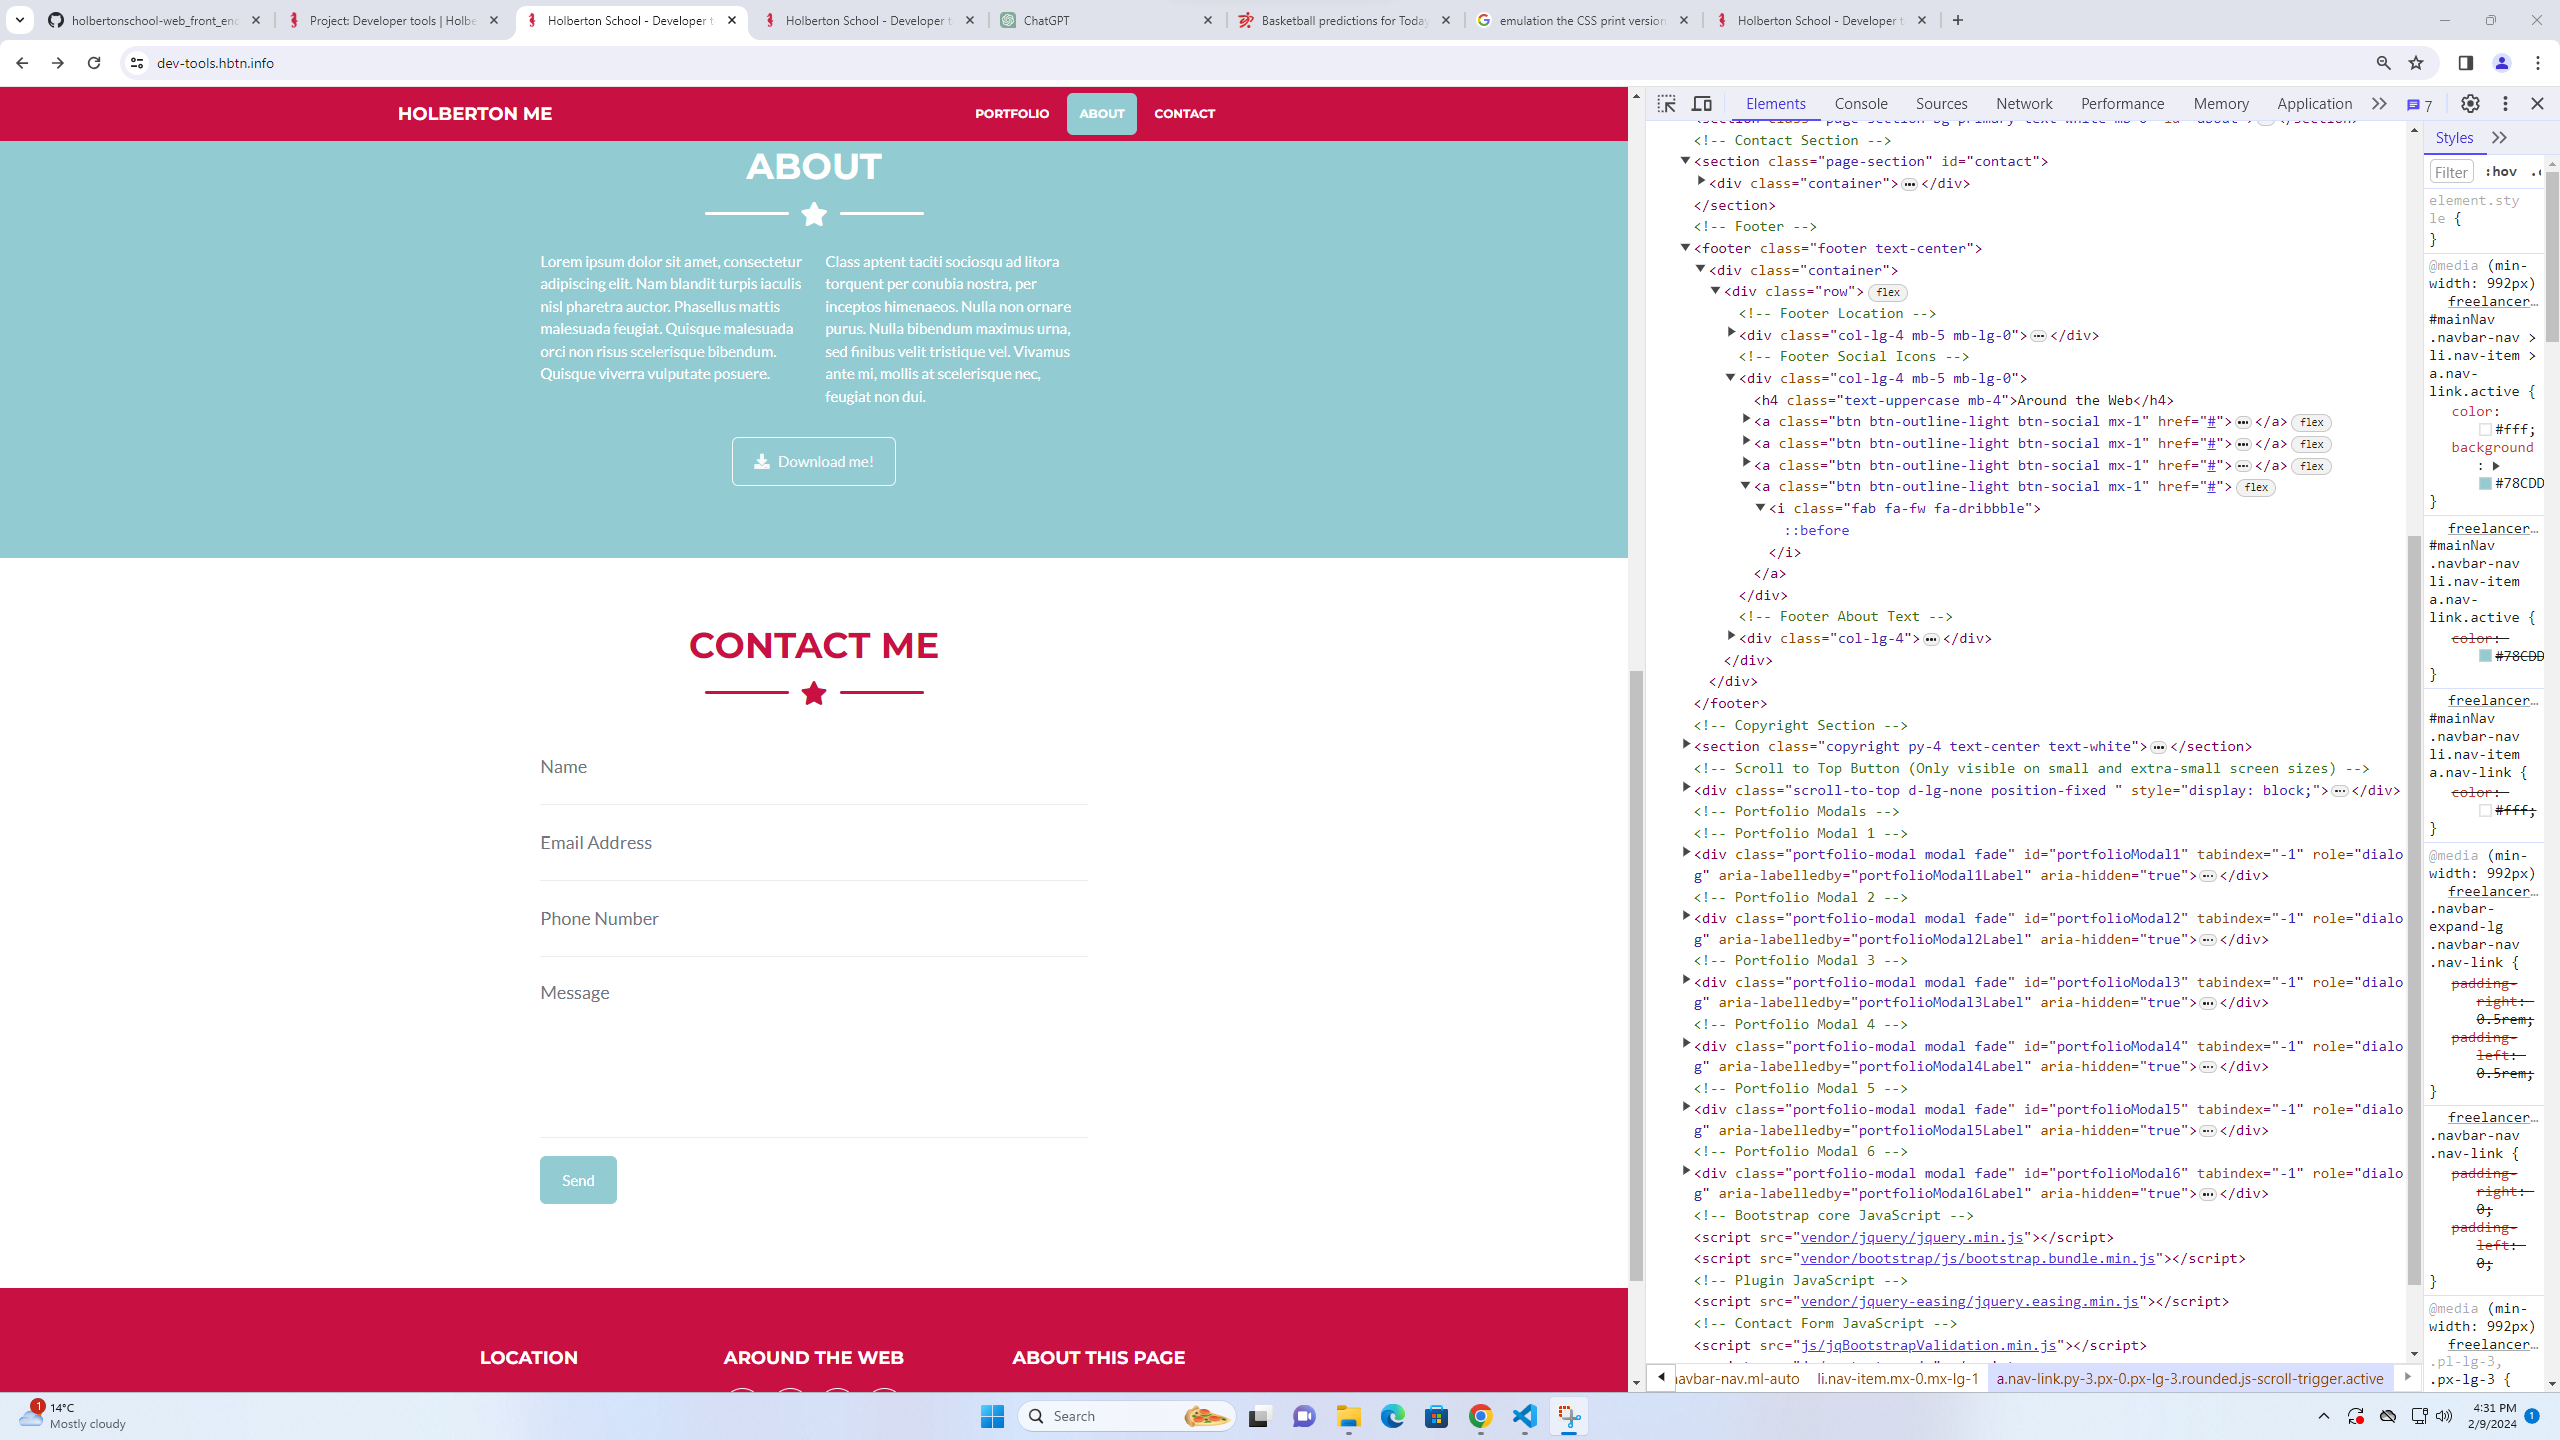 holbertonschool-web_front_end
Project: Developer tools | Holbe
Holberton School - Developer t
Holberton School - Developer t
ChatGPT
Basketball predictions for Today
emulation the CSS print version
Holberton School - Developer t
dev-tools.hbtn.info
HOLBERTON ME
PORTFOLIO
ABOUT
CONTACT
ABOUT
Lorem ipsum dolor sit amet, consectetur
adipiscing elit. Nam blandit turpis iaculis
nisl pharetra auctor. Phasellus mattis
malesuada feugiat. Quisque malesuada
orci non risus scelerisque bibendum.
Quisque viverra vulputate posuere.
Class aptent taciti sociosqu ad litora
torquent per conubia nostra, per
inceptos himenaeos. Nulla non ornare
purus. Nulla bibendum maximus urna,
sed finibus velit tristique vel. Vivamus
ante mi, mollis at scelerisque nec,
feugiat non dui.
Download me!
CONTACT ME
Name
Email Address
Phone Number
Message
Send
LOCATION
AROUND THE WEB
ABOUT THIS PAGE
Elements
Console
Sources
Network
Performance
Memory
Application
7
<!-- Contact Section -->
<section class="page-section" id="contact">
<div class="container">…</div>
</section>
<!-- Footer -->
<footer class="footer text-center">
<div class="container">
<div class="row"> flex
<!-- Footer Location -->
<div class="col-lg-4 mb-5 mb-lg-0">…</div>
<!-- Footer Social Icons -->
<div class="col-lg-4 mb-5 mb-lg-0">
<h4 class="text-uppercase mb-4">Around the Web</h4>
<a class="btn btn-outline-light btn-social mx-1" href="#">…</a> flex
<a class="btn btn-outline-light btn-social mx-1" href="#">…</a> flex
<a class="btn btn-outline-light btn-social mx-1" href="#">…</a> flex
<a class="btn btn-outline-light btn-social mx-1" href="#"> flex
<i class="fab fa-fw fa-dribbble">
::before
</i>
</a>
</div>
<!-- Footer About Text -->
<div class="col-lg-4">…</div>
</div>
</div>
</footer>
<!-- Copyright Section -->
<section class="copyright py-4 text-center text-white">…</section>
<!-- Scroll to Top Button (Only visible on small and extra-small screen sizes) -->
<div class="scroll-to-top d-lg-none position-fixed " style="display: block;">…</div>
<!-- Portfolio Modals -->
<!-- Portfolio Modal 1 -->
<div class="portfolio-modal modal fade" id="portfolioModal1" tabindex="-1" role="dialo
g" aria-labelledby="portfolioModal1Label" aria-hidden="true">…</div>
<!-- Portfolio Modal 2 -->
<div class="portfolio-modal modal fade" id="portfolioModal2" tabindex="-1" role="dialo
g" aria-labelledby="portfolioModal2Label" aria-hidden="true">…</div>
<!-- Portfolio Modal 3 -->
<div class="portfolio-modal modal fade" id="portfolioModal3" tabindex="-1" role="dialo
g" aria-labelledby="portfolioModal3Label" aria-hidden="true">…</div>
<!-- Portfolio Modal 4 -->
<div class="portfolio-modal modal fade" id="portfolioModal4" tabindex="-1" role="dialo
g" aria-labelledby="portfolioModal4Label" aria-hidden="true">…</div>
<!-- Portfolio Modal 5 -->
<div class="portfolio-modal modal fade" id="portfolioModal5" tabindex="-1" role="dialo
g" aria-labelledby="portfolioModal5Label" aria-hidden="true">…</div>
<!-- Portfolio Modal 6 -->
<div class="portfolio-modal modal fade" id="portfolioModal6" tabindex="-1" role="dialo
g" aria-labelledby="portfolioModal6Label" aria-hidden="true">…</div>
<!-- Bootstrap core JavaScript -->
<script src="vendor/jquery/jquery.min.js"></script>
<script src="vendor/bootstrap/js/bootstrap.bundle.min.js"></script>
<!-- Plugin JavaScript -->
<script src="vendor/jquery-easing/jquery.easing.min.js"></script>
<!-- Contact Form JavaScript -->
<script src="js/jqBootstrapValidation.min.js"></script>
navbar-nav.ml-auto
li.nav-item.mx-0.mx-lg-1
a.nav-link.py-3.px-0.px-lg-3.rounded.js-scroll-trigger.active
Styles
Filter
:hov
element.sty
le {
}
@media (min-
width: 992px)
freelancer…
#mainNav
.navbar-nav >
li.nav-item >
a.nav-
link.active {
color:
#fff;
background
:
#78CDD
}
freelancer…
#mainNav
.navbar-nav
li.nav-item
a.nav-
link.active {
color:
#78CDD
}
freelancer…
#mainNav
.navbar-nav
li.nav-item
a.nav-link {
color:
#fff;
}
@media (min-
width: 992px)
freelancer…
.navbar-
expand-lg
.navbar-nav
.nav-link {
padding-
right:
0.5rem;
padding-
left:
0.5rem;
}
freelancer…
.navbar-nav
.nav-link {
padding-
right:
0;
padding-
left:
0;
}
@media (min-
width: 992px)
freelancer…
.pl-lg-3,
.px-lg-3 {
1
14°C
Mostly cloudy
Search
4:31 PM
2/9/2024
1